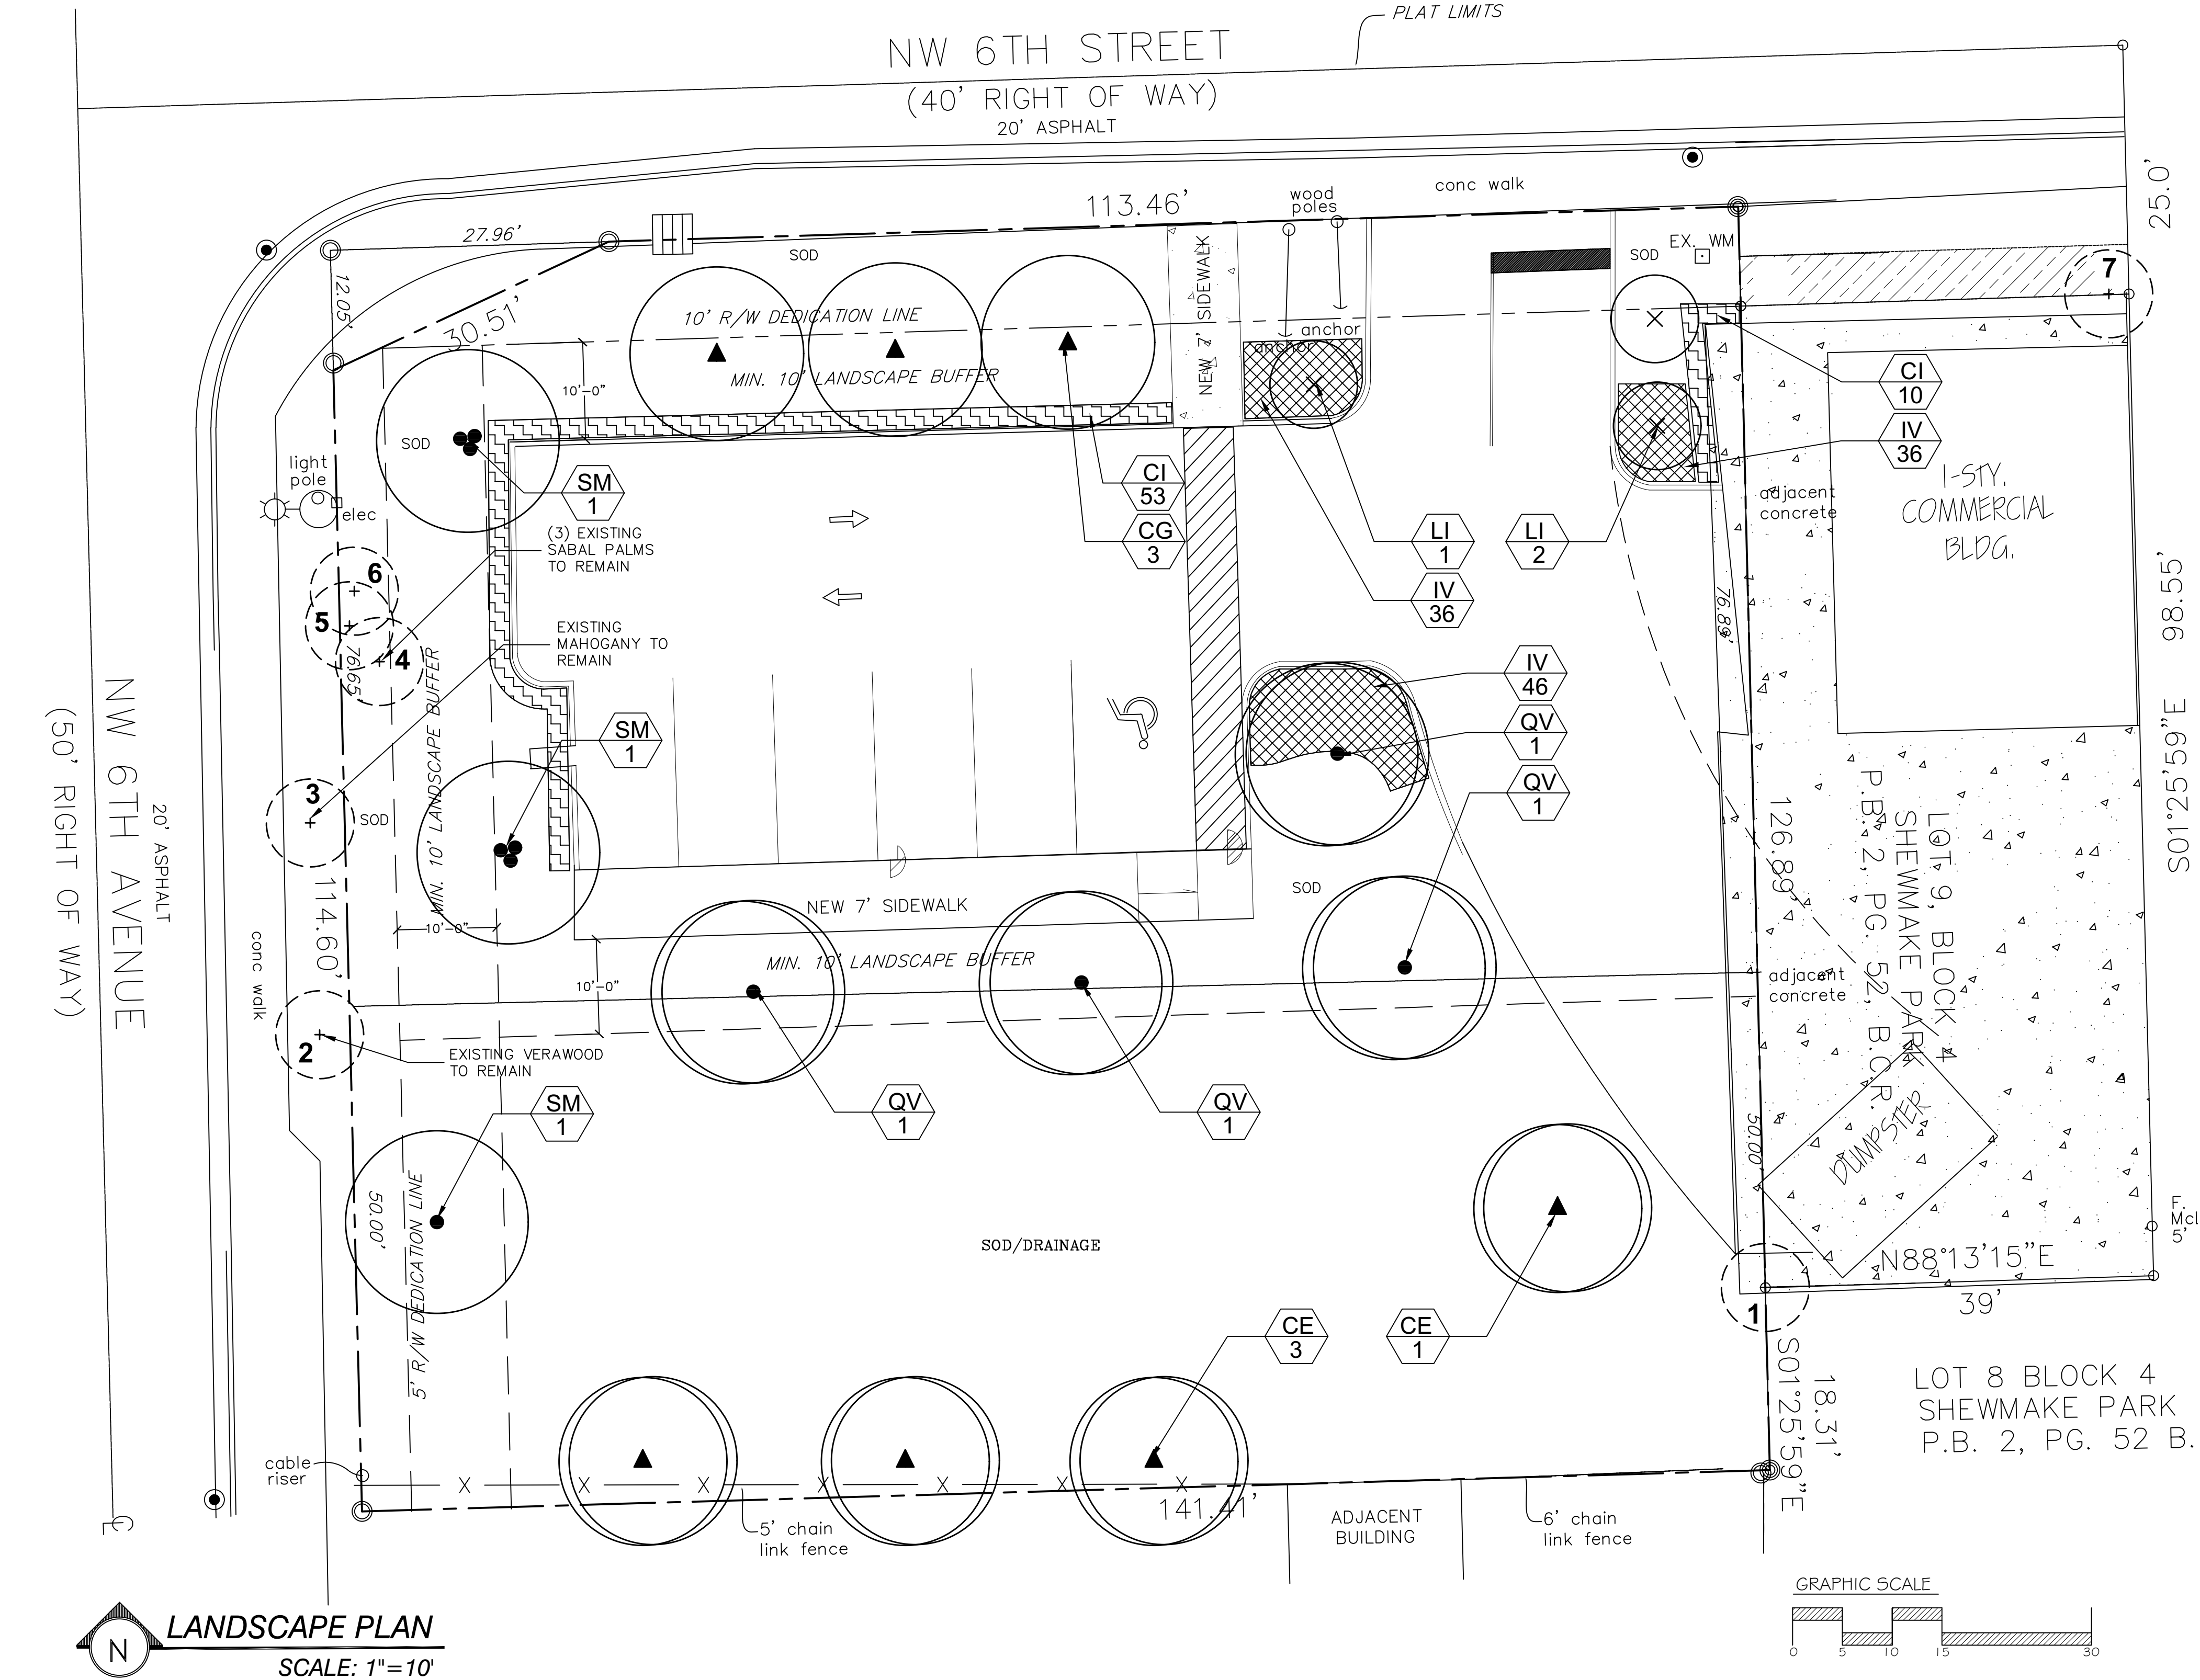 PLAT LIMITS
NW 6TH STREET
(40' RIGHT OF WAY)
20' ASPHALT
25.0'
113.46'
wood
poles
conc walk
27.96'
SOD
NEW 7' SIDEWALK
SOD
EX. WM
7
12.05'
30.51'
10' R/W DEDICATION LINE
anchor
anchor
MIN. 10' LANDSCAPE BUFFER
10'-0"
CI
10
IV
36
SOD
light
pole
elec
SM
1
CI
53
CG
3
LI
1
LI
2
IV
36
adjacent
concrete
1-STY.
COMMERCIAL
BLDG.
(3) EXISTING
SABAL PALMS
TO REMAIN
6
5
4
76.65'
76.89'
98.55'
S01°25'59"E
EXISTING
MAHOGANY TO
REMAIN
MIN. 10' LANDSCAPE BUFFER
IV
46
QV
1
QV
1
SM
1
NW 6TH AVENUE
(50' RIGHT OF WAY)
20' ASPHALT
3
SOD
114.60'
126.89'
LOT 9, BLOCK 4
SHEWMAKE PARK
P.B. 2, PG. 52, B.C.R.
NEW 7' SIDEWALK
SOD
10'-0"
conc walk
MIN. 10' LANDSCAPE BUFFER
10'-0"
adjacent
concrete
2
EXISTING VERAWOOD
TO REMAIN
SM
1
QV
1
QV
1
50.00'
DUMPSTER
50.00'
5' R/W DEDICATION LINE
SOD/DRAINAGE
F.
Mcl
5'
N88°13'15"E
39'
1
CE
3
CE
1
S01°25'59"E
18.31'
LOT 8 BLOCK 4
SHEWMAKE PARK
P.B. 2, PG. 52 B.
cable
riser
X X X X X X X
141.41'
5' chain
link fence
ADJACENT
BUILDING
6' chain
link fence
CL
GRAPHIC SCALE
0 5 10 15 30
N
LANDSCAPE PLAN
SCALE: 1"=10'